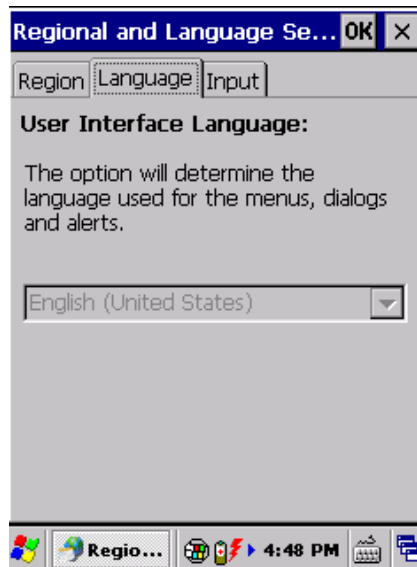 Regional and Language Se... OK ×
Region Language Input
User Interface Language:
The option will determine the
language used for the menus, dialogs
and alerts.
English (United States)
Regio... 4:48 PM